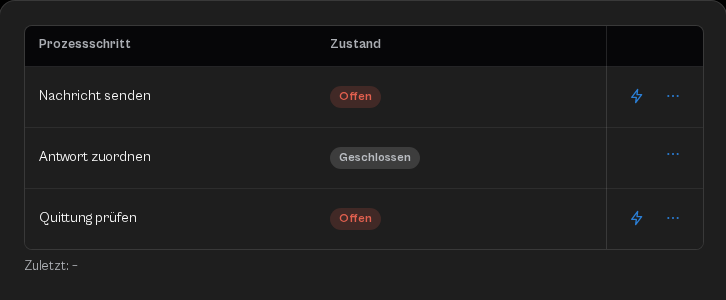 Prozessschritt Zustand
Nachricht senden Offen
Antwort zuordnen Geschlossen
Quittung prüfen Offen
Zuletzt: –